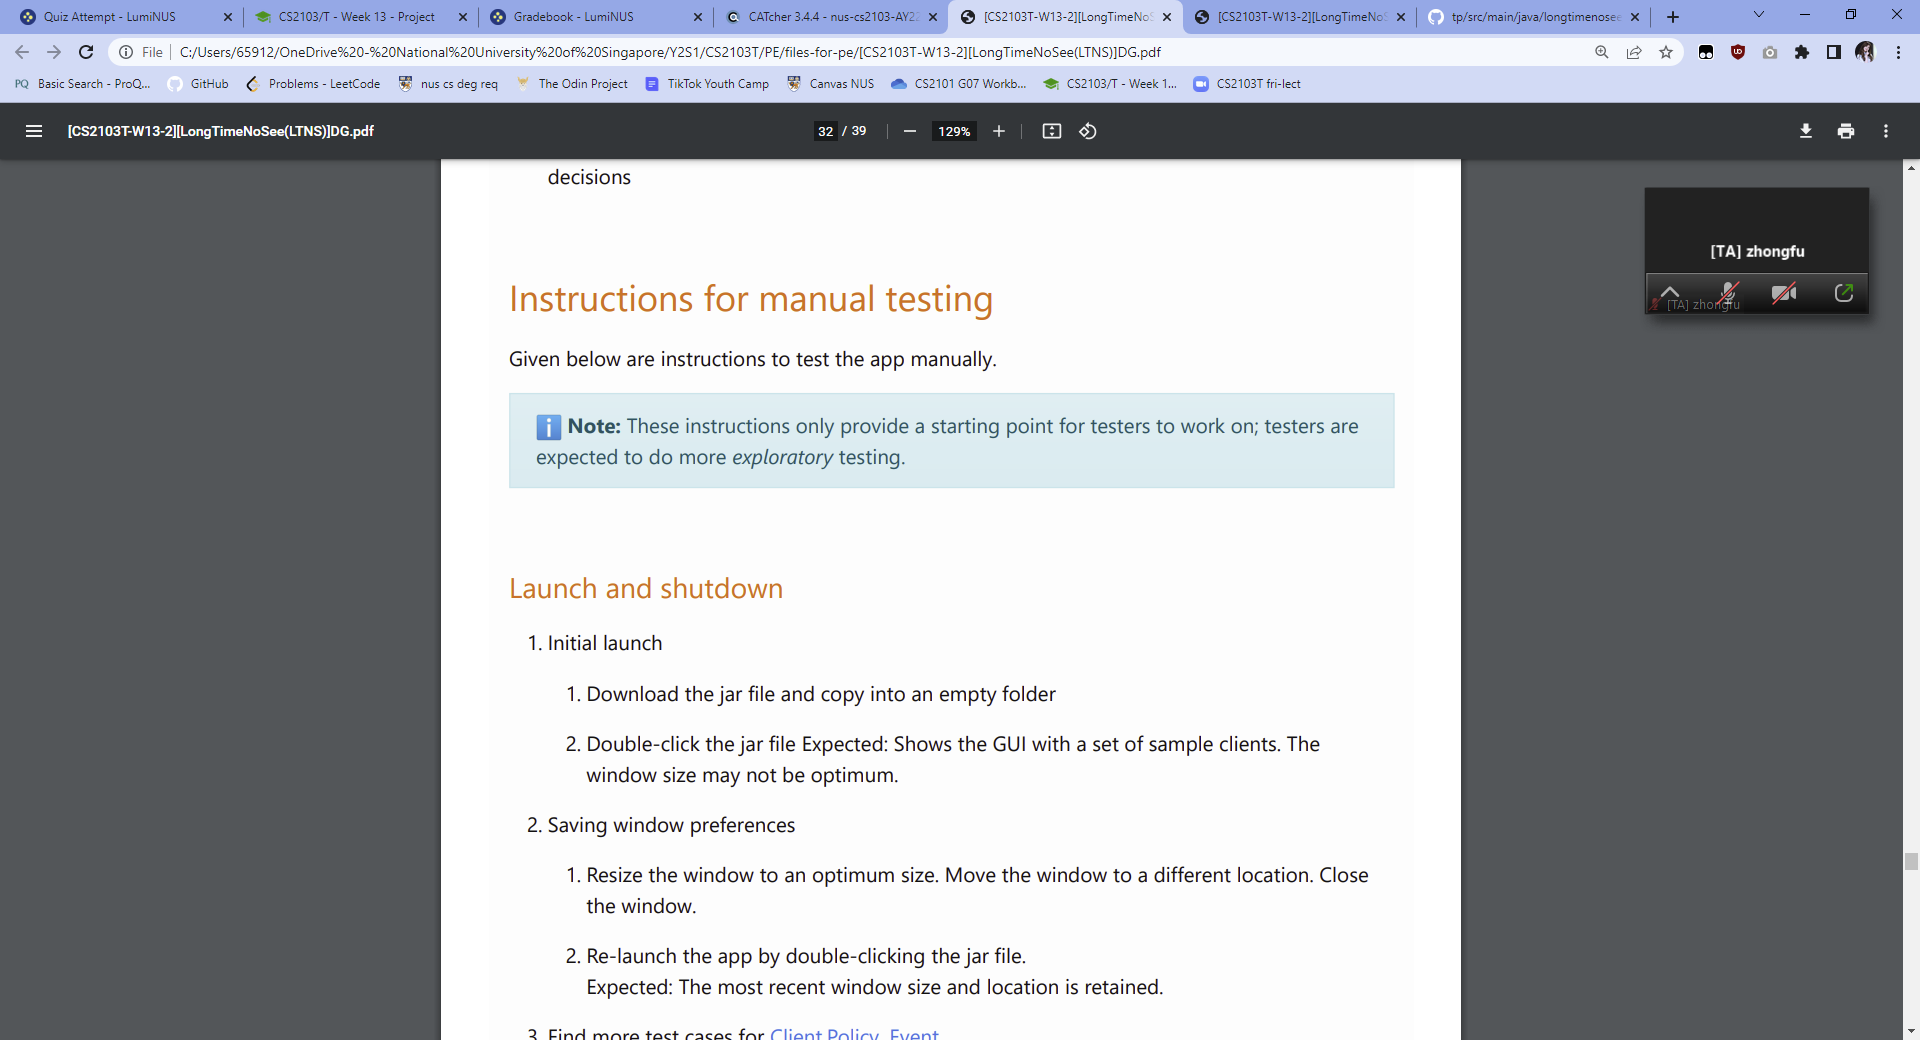 Quiz Attempt - LumiNUS
CS2103/T - Week 13 - Project
Gradebook - LumiNUS
CATcher 3.4.4 - nus-cs2103-AY22
[CS2103T-W13-2][LongTimeNoS
[CS2103T-W13-2][LongTimeNoS
tp/src/main/java/longtimenosee
File
C:/Users/65912/OneDrive%20-%20National%20University%20of%20Singapore/Y2S1/CS2103T/PE/files-for-pe/[CS2103T-W13-2][LongTimeNoSee(LTNS)]DG.pdf
PQ Basic Search - ProQ...
GitHub
Problems - LeetCode
nus cs deg req
The Odin Project
TikTok Youth Camp
Canvas NUS
CS2101 G07 Workb...
CS2103/T - Week 1...
CS2103T fri-lect
[CS2103T-W13-2][LongTimeNoSee(LTNS)]DG.pdf
32 / 39
129%
decisions
[TA] zhongfu
[TA] zhongfu
Instructions for manual testing
Given below are instructions to test the app manually.
Note: These instructions only provide a starting point for testers to work on; testers are
expected to do more exploratory testing.
Launch and shutdown
1. Initial launch
1. Download the jar file and copy into an empty folder
2. Double-click the jar file Expected: Shows the GUI with a set of sample clients. The
window size may not be optimum.
2. Saving window preferences
1. Resize the window to an optimum size. Move the window to a different location. Close
the window.
2. Re-launch the app by double-clicking the jar file.
Expected: The most recent window size and location is retained.
3. Find more test cases for Client Policy, Event